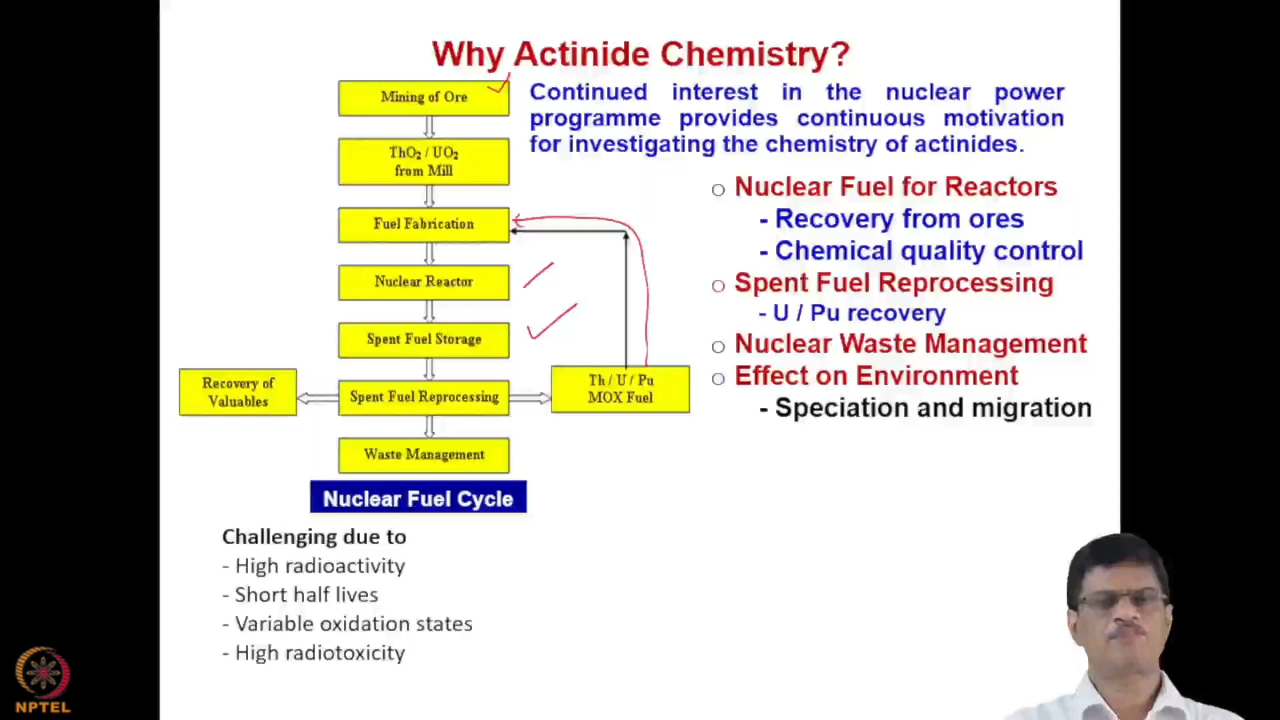 Why Actinide Chemistry?
Mining of Ore
ThO₂ / UO₂
from Mill
Fuel Fabrication
Nuclear Reactor
Spent Fuel Storage
Recovery of
Valuables
Spent Fuel Reprocessing
Th / U / Pu
MOX Fuel
Waste Management
Nuclear Fuel Cycle
Continued interest in the nuclear power
programme provides continuous motivation
for investigating the chemistry of actinides.
o Nuclear Fuel for Reactors
- Recovery from ores
- Chemical quality control
o Spent Fuel Reprocessing
- U / Pu recovery
o Nuclear Waste Management
o Effect on Environment
- Speciation and migration
Challenging due to
- High radioactivity
- Short half lives
- Variable oxidation states
- High radiotoxicity
NPTEL